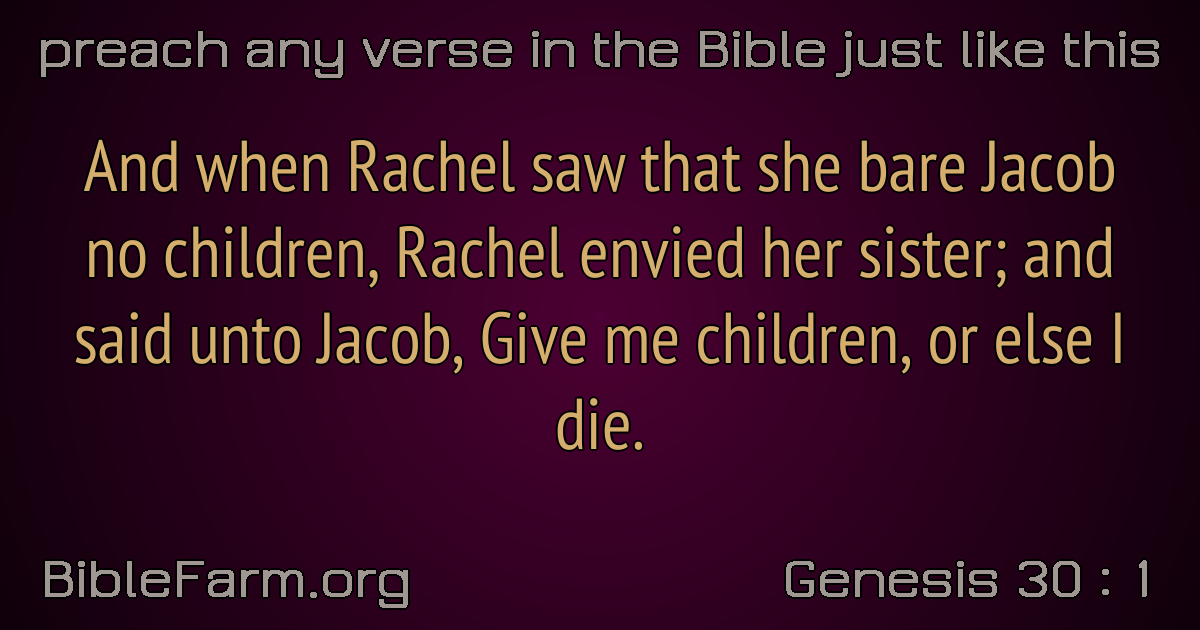 preach any verse in the Bible just like this
And when Rachel saw that she bare Jacob
no children, Rachel envied her sister; and
said unto Jacob, Give me children, or else I
die.
BibleFarm.org
Genesis 30 : 1